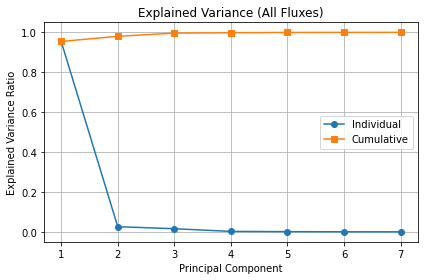 Explained Variance (All Fluxes)
Explained Variance Ratio
1.0
0.8
0.6
0.4
0.2
0.0
Individual
Cumulative
1 2 3 4 5 6 7
Principal Component